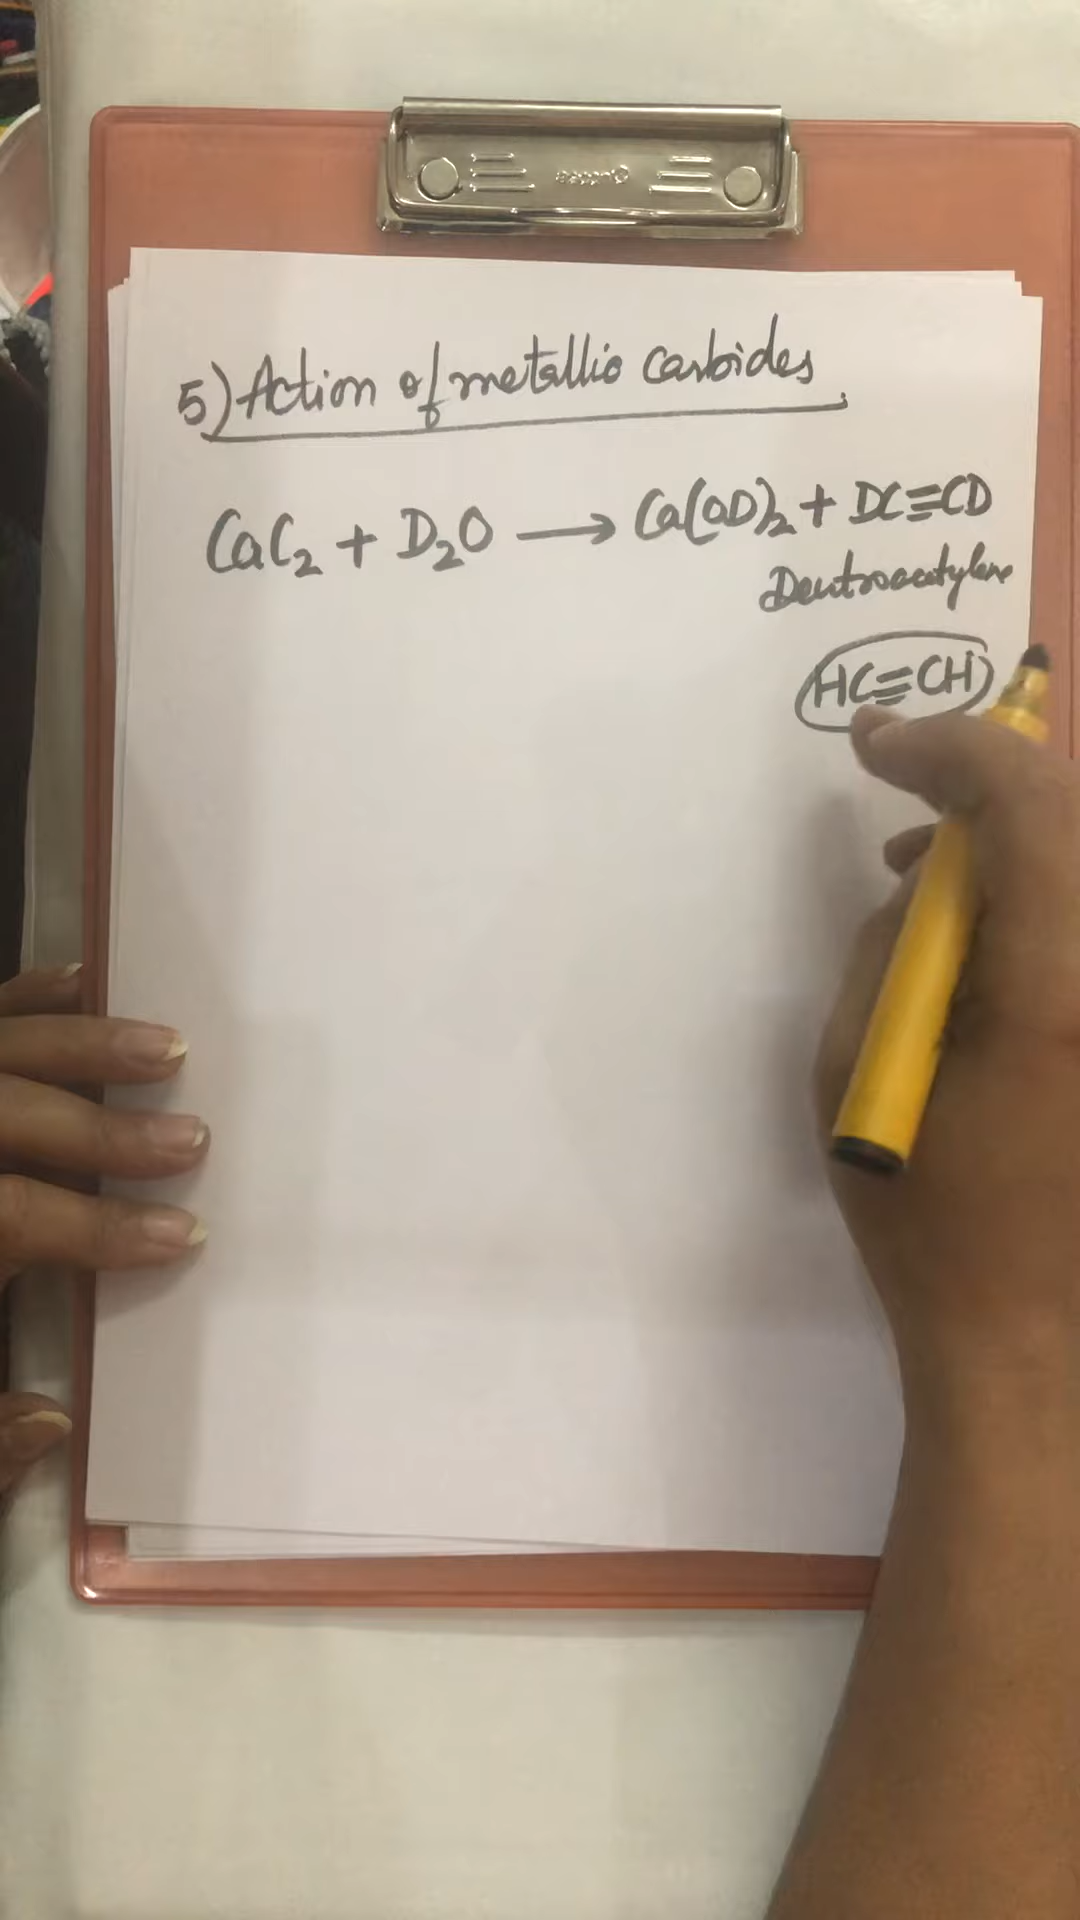 5) Action of metallic carbides
CaC₂ + D₂O ⟶ Ca(OD)₂ + DC≡CD
Deutroacetylene
HC≡CH